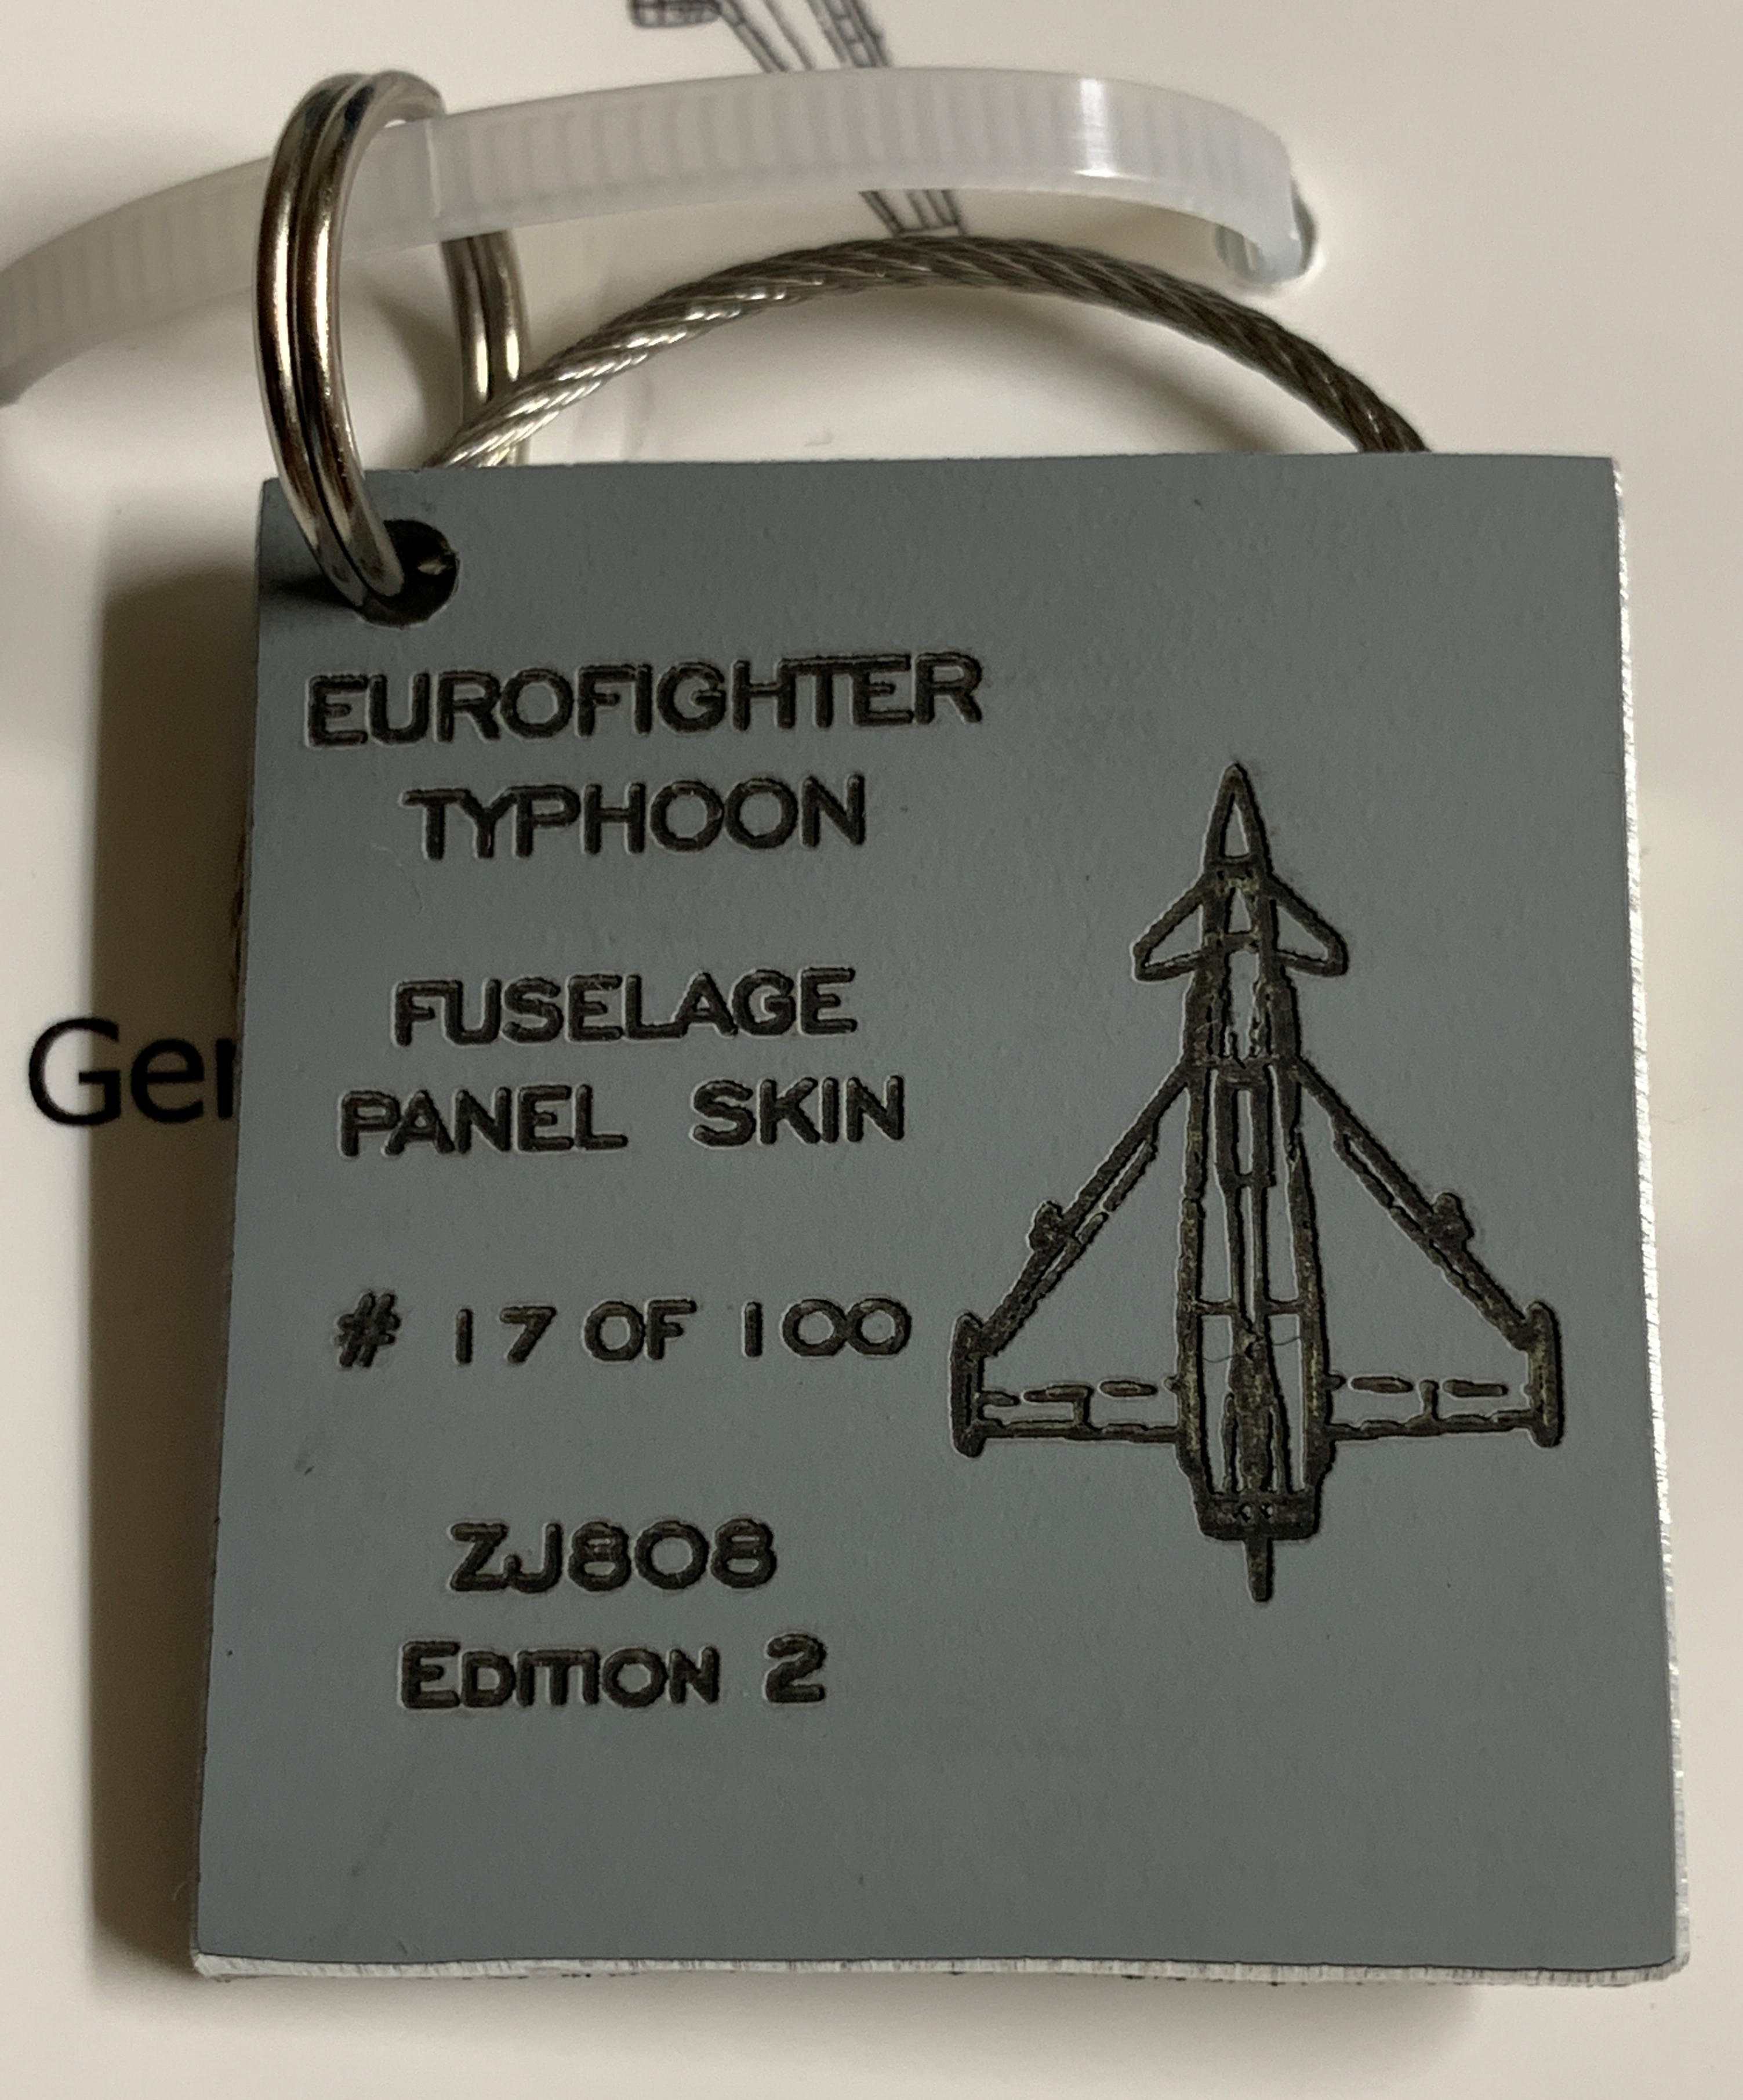 EUROFIGHTER
TYPHOON
FUSELAGE
PANEL SKIN
# 17 OF 100
ZJ808
EDITION 2